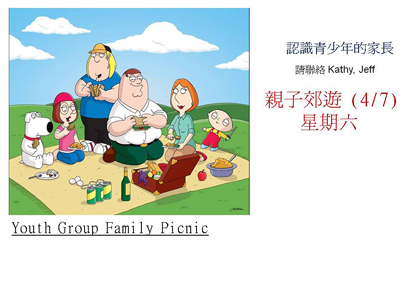 認識青少年的家長
請聯絡 Kathy, Jeff
親子郊遊 (4/7)
星期六
Youth Group Family Picnic